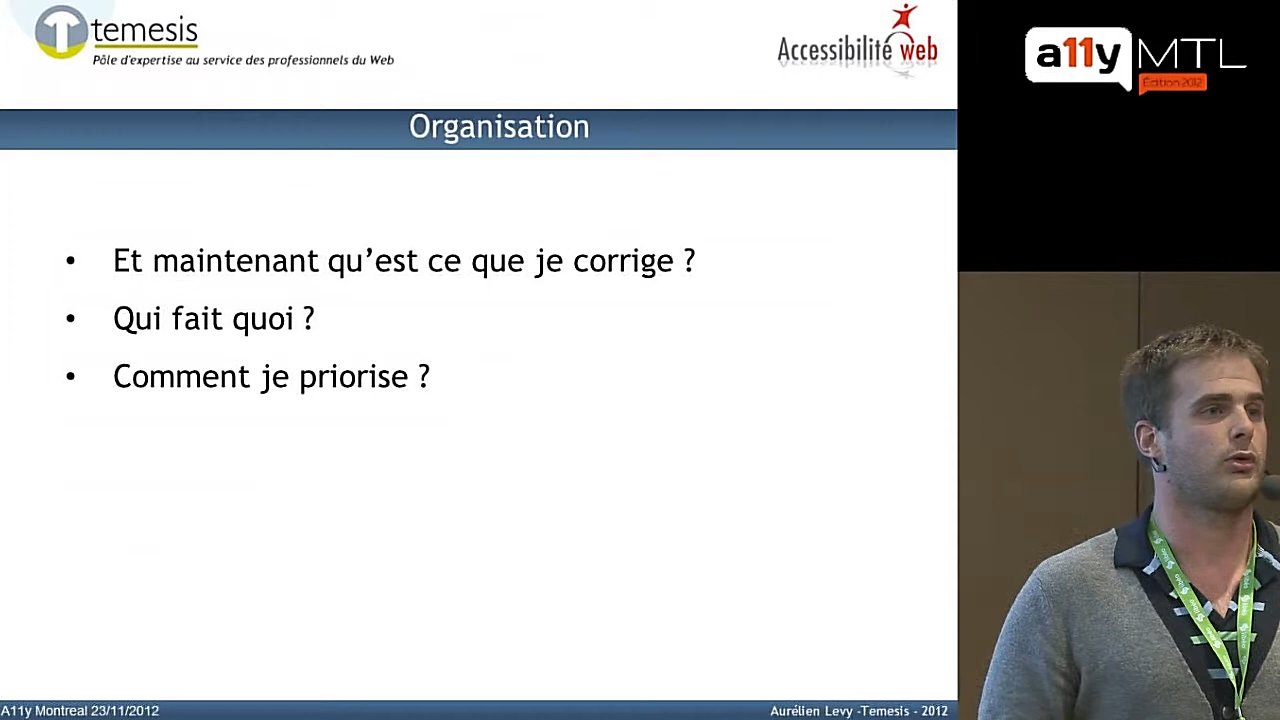 temesis
Pôle d'expertise au service des professionnels du Web
Accessibilité web
a11y MTL
Édition 2012
Organisation
• Et maintenant qu’est ce que je corrige ?
• Qui fait quoi ?
• Comment je priorise ?
A11y Montreal 23/11/2012
Aurélien Levy -Temesis - 2012